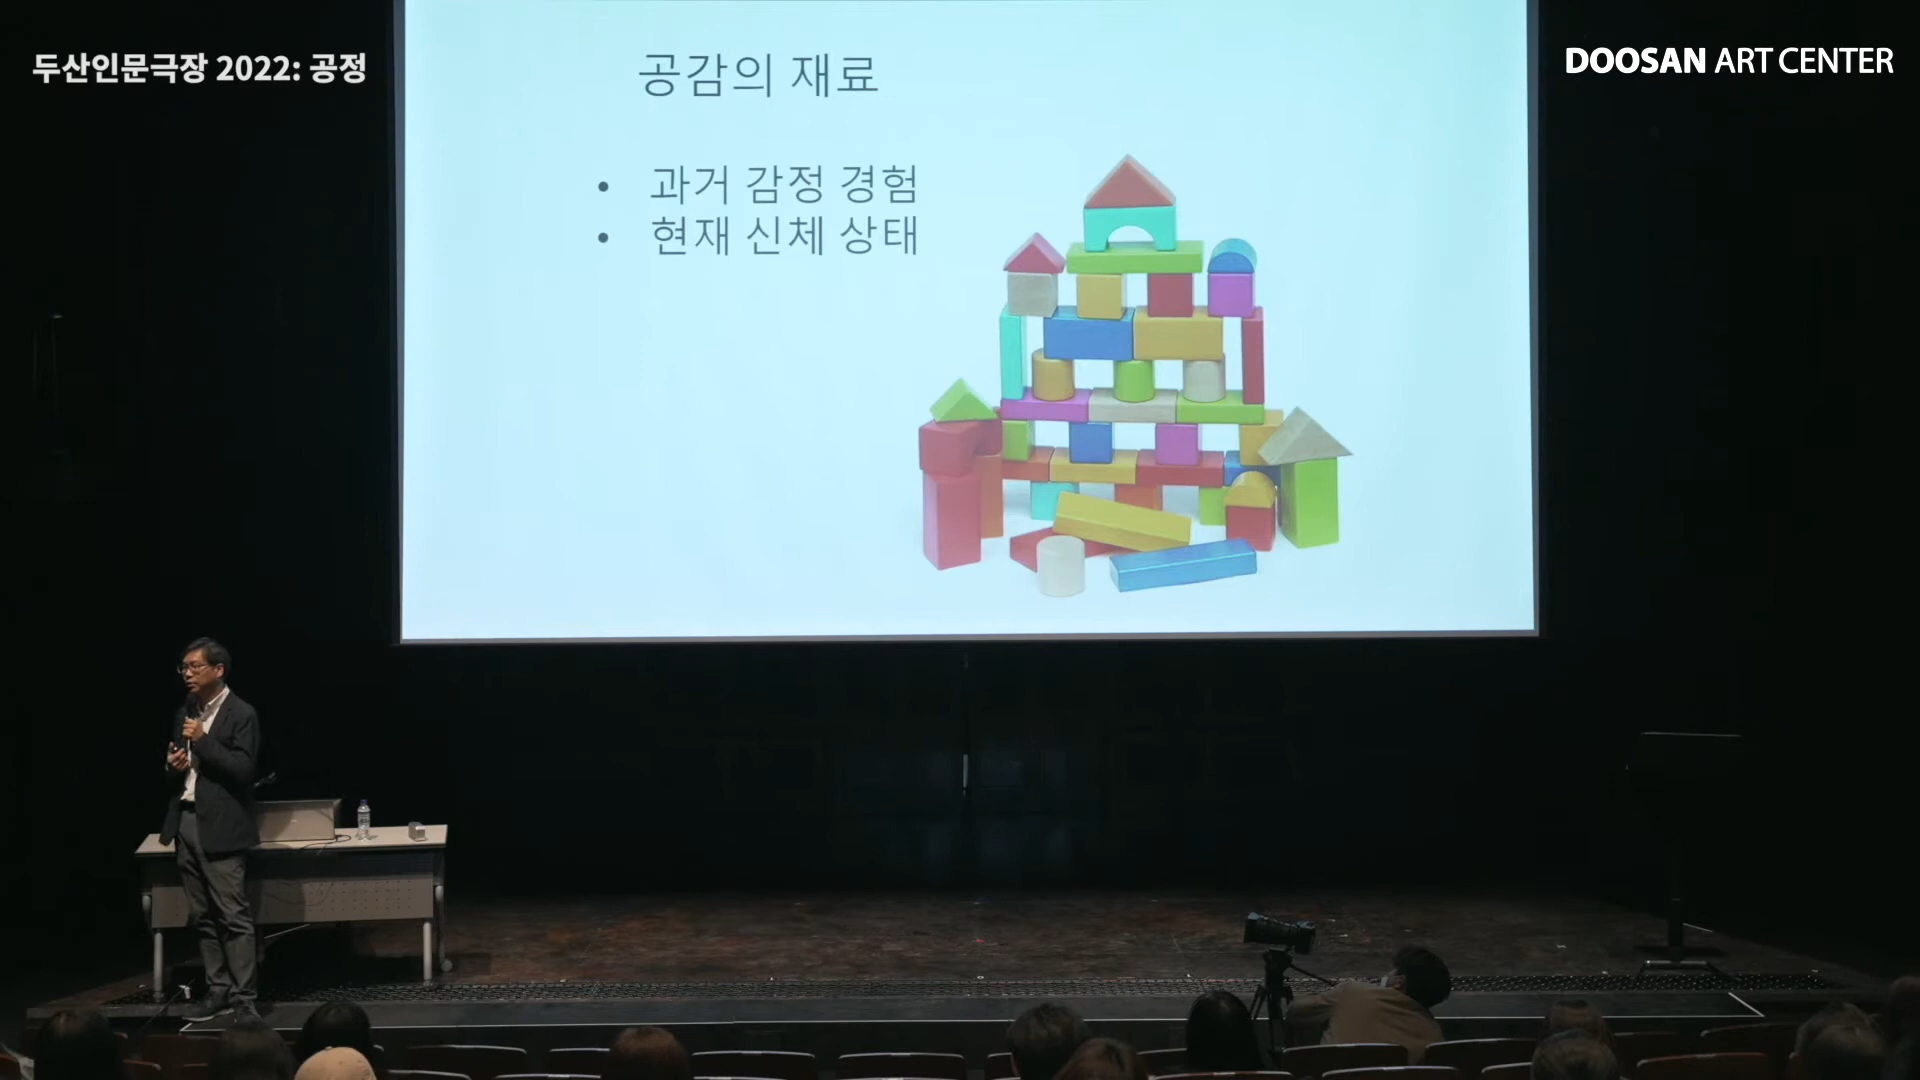 두산인문극장 2022: 공정
DOOSAN ART CENTER
공감의 재료
• 과거 감정 경험
• 현재 신체 상태